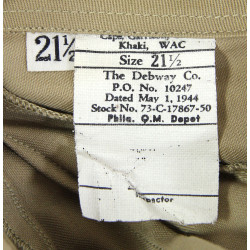 21½
Cap, Garrison
Khaki, WAC
Size 21½
The Debway Co.
P.O. No. 10247
Dated May 1, 1944
Stock No. 73-C-17867-50
Phila. Q.M. Depot
Inspector